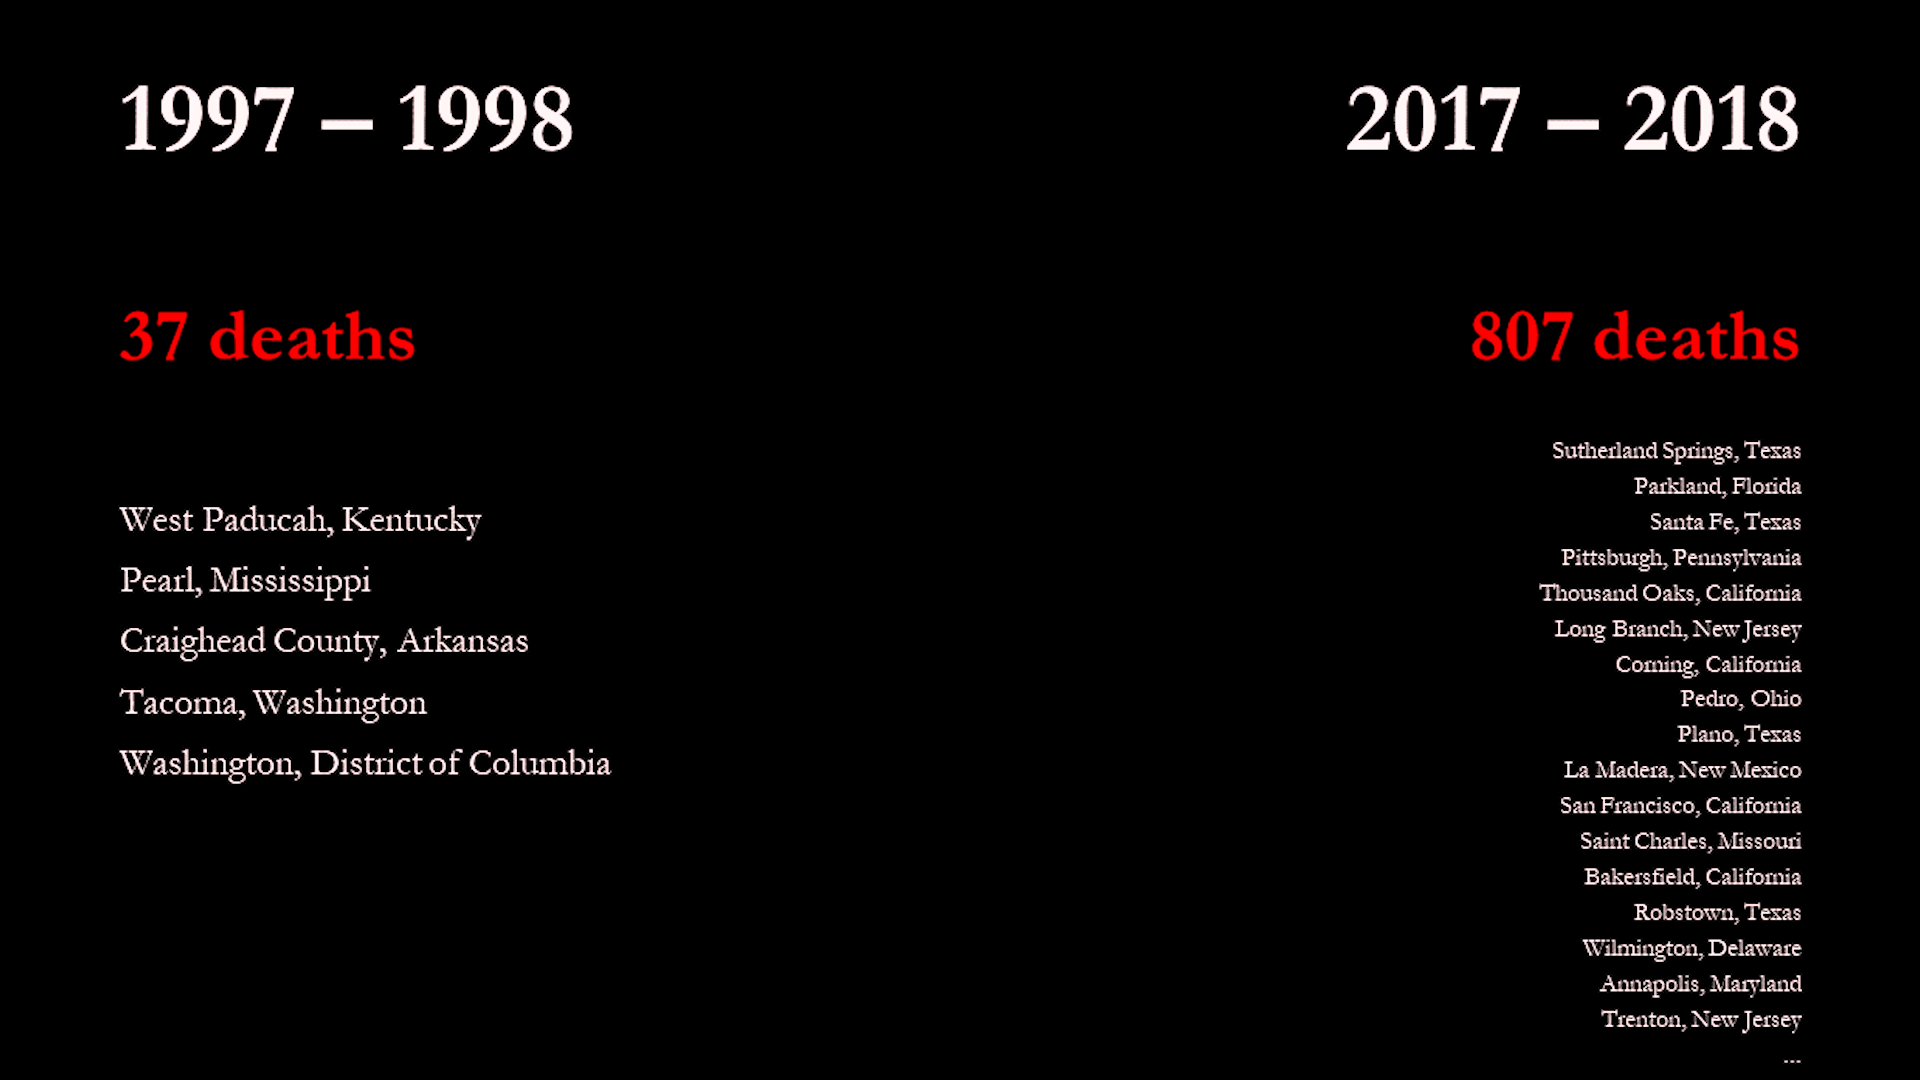 1997 – 1998
37 deaths
West Paducah, Kentucky
Pearl, Mississippi
Craighead County, Arkansas
Tacoma, Washington
Washington, District of Columbia
2017 – 2018
807 deaths
Sutherland Springs, Texas
Parkland, Florida
Santa Fe, Texas
Pittsburgh, Pennsylvania
Thousand Oaks, California
Long Branch, New Jersey
Corning, California
Pedro, Ohio
Plano, Texas
La Madera, New Mexico
San Francisco, California
Saint Charles, Missouri
Bakersfield, California
Robstown, Texas
Wilmington, Delaware
Annapolis, Maryland
Trenton, New Jersey
...